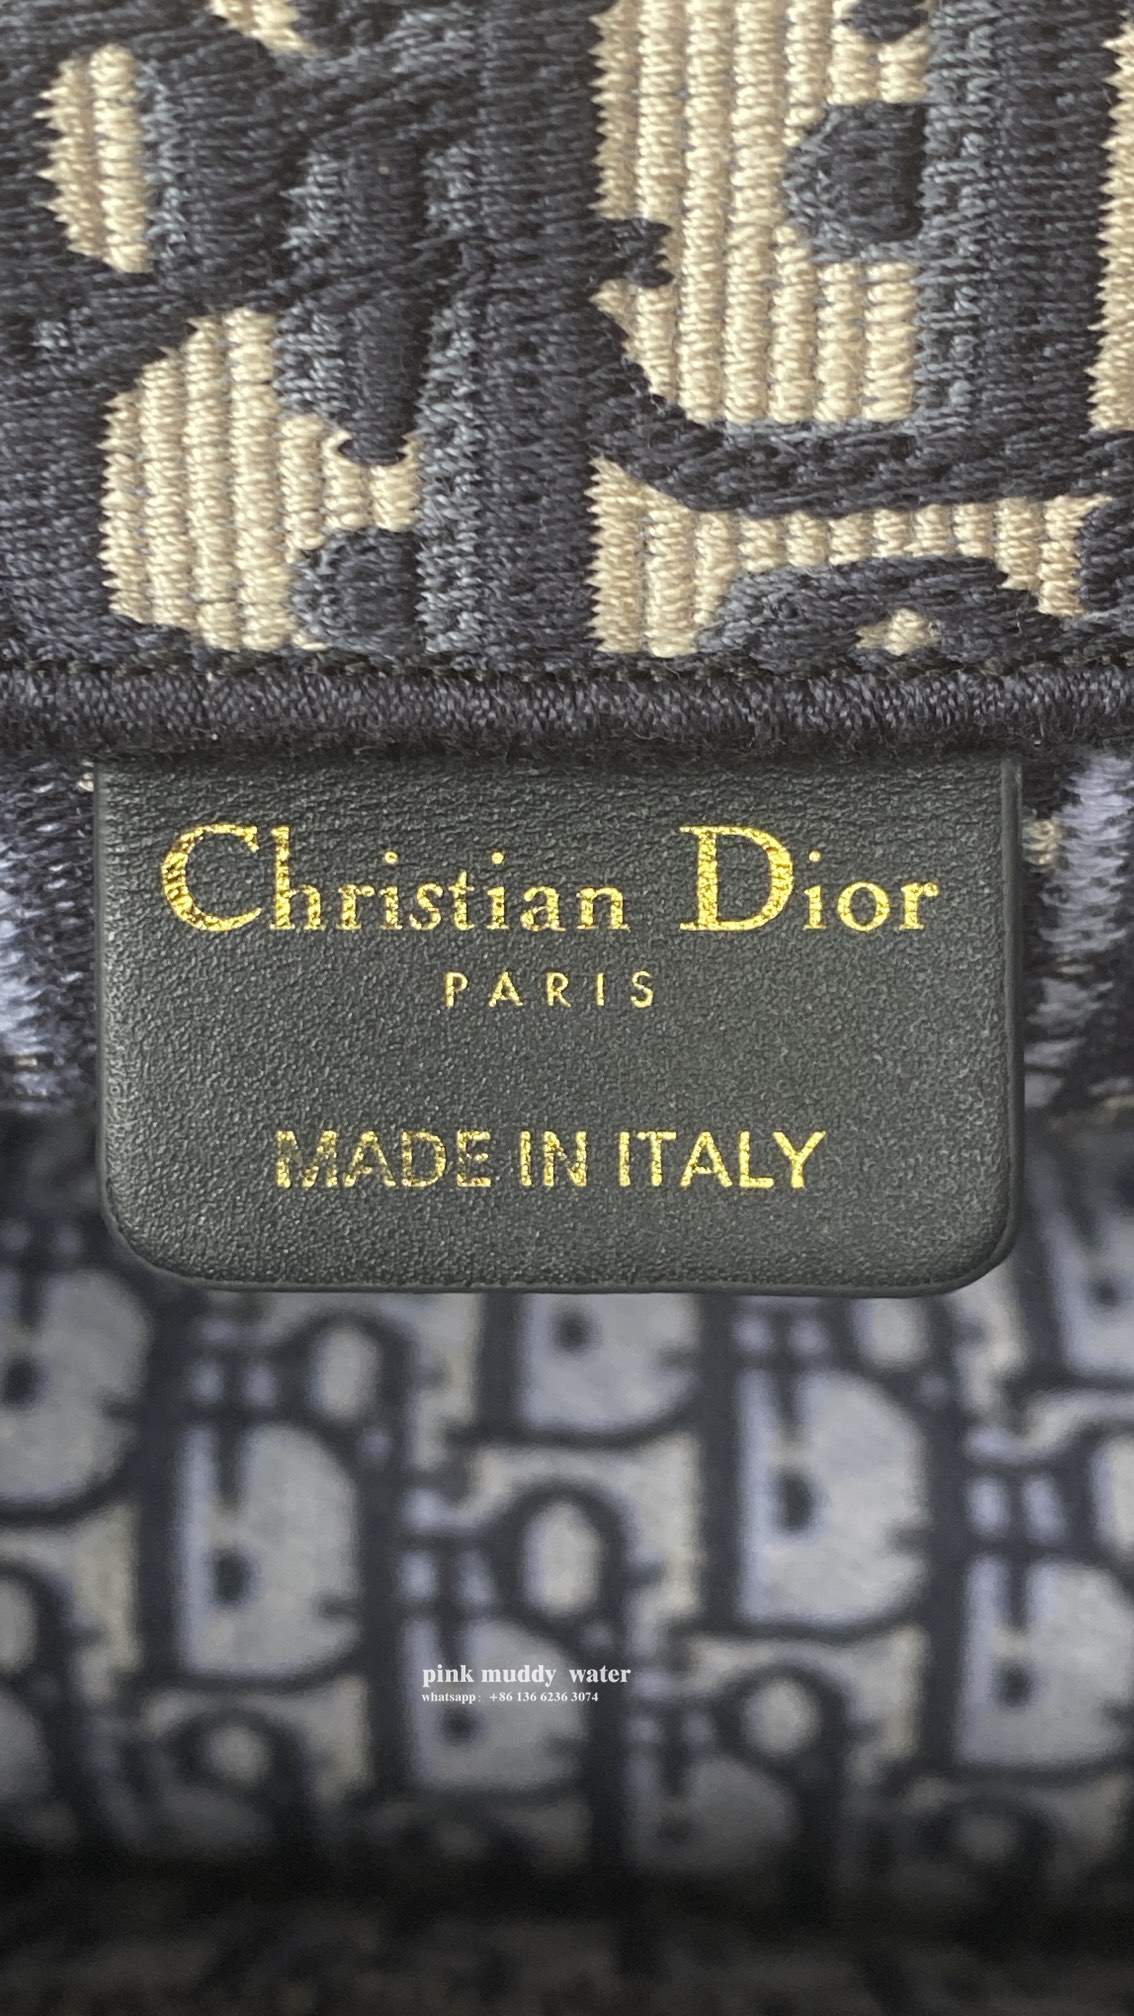 Christian Dior
PARIS
MADE IN ITALY
pink muddy water
whatsapp: +86 136 6236 3074